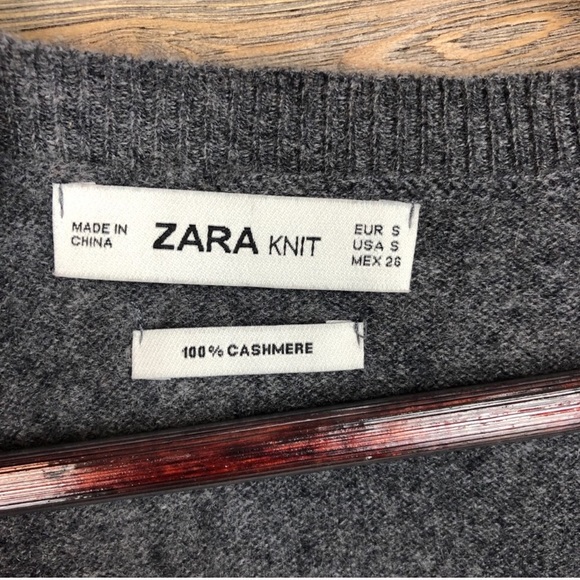 MADE IN
CHINA
ZARA KNIT
EUR S
USA S
MEX 26
100% CASHMERE